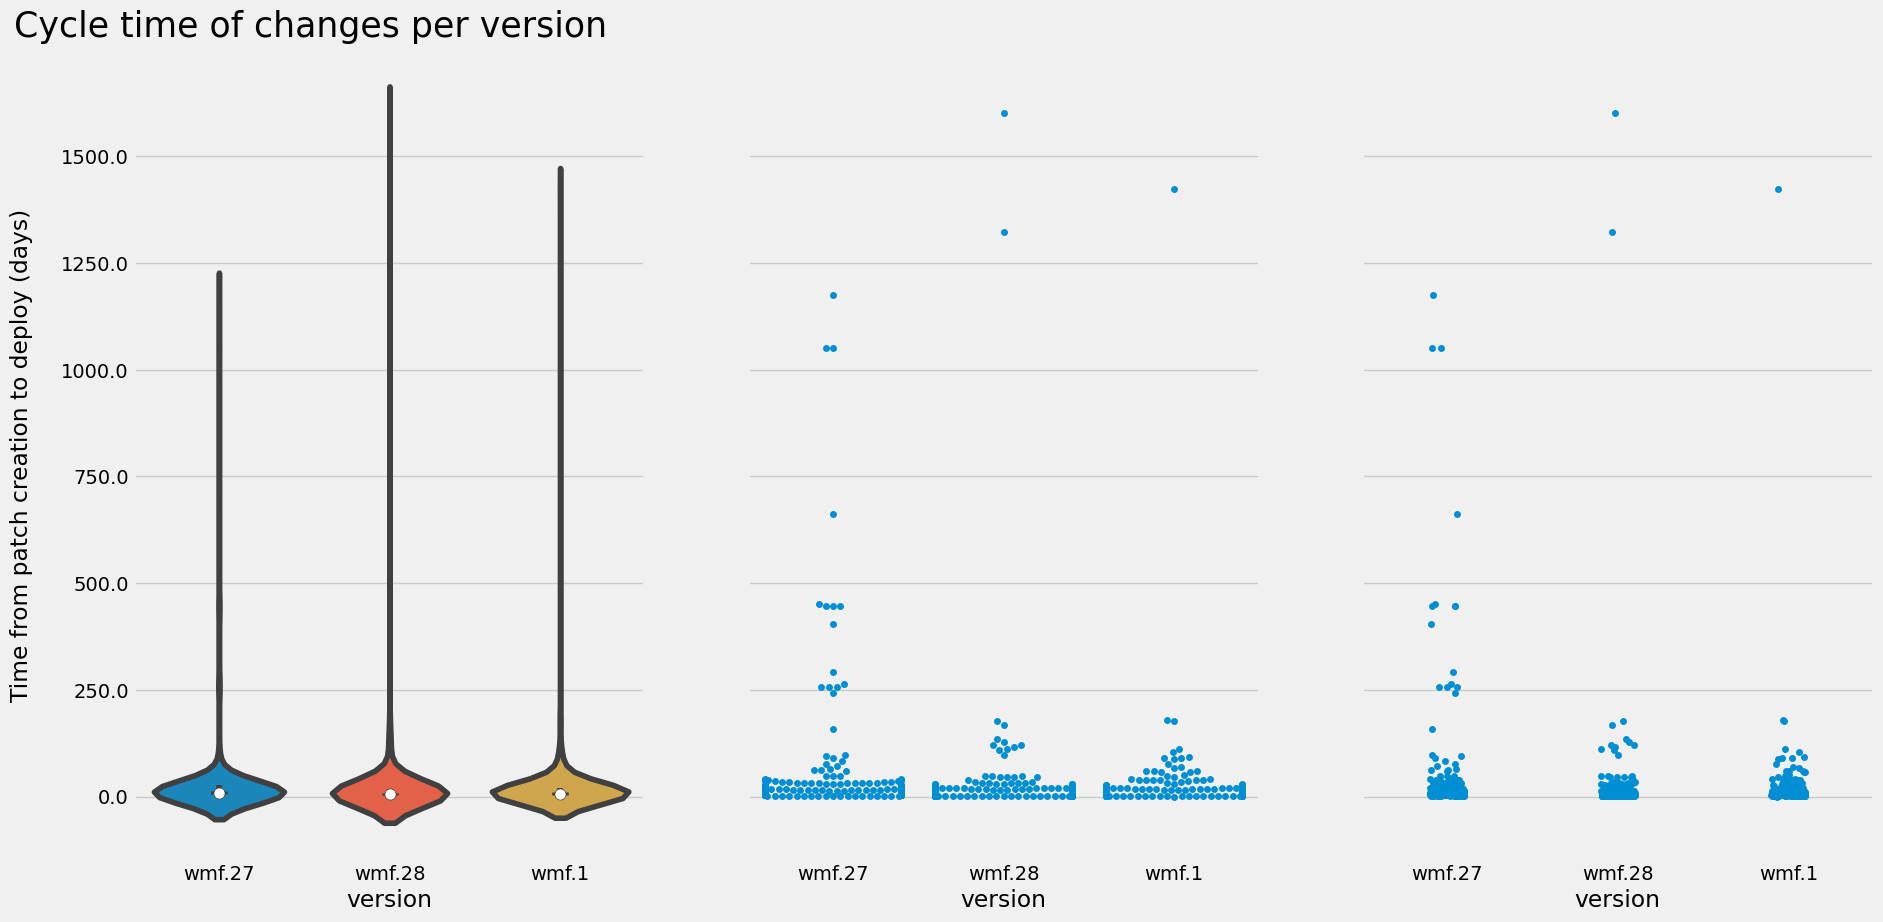 Cycle time of changes per version
Time from patch creation to deploy (days)
1500.0
1250.0
1000.0
750.0
500.0
250.0
0.0
wmf.27 wmf.28 wmf.1
version
wmf.27 wmf.28 wmf.1
version
wmf.27 wmf.28 wmf.1
version